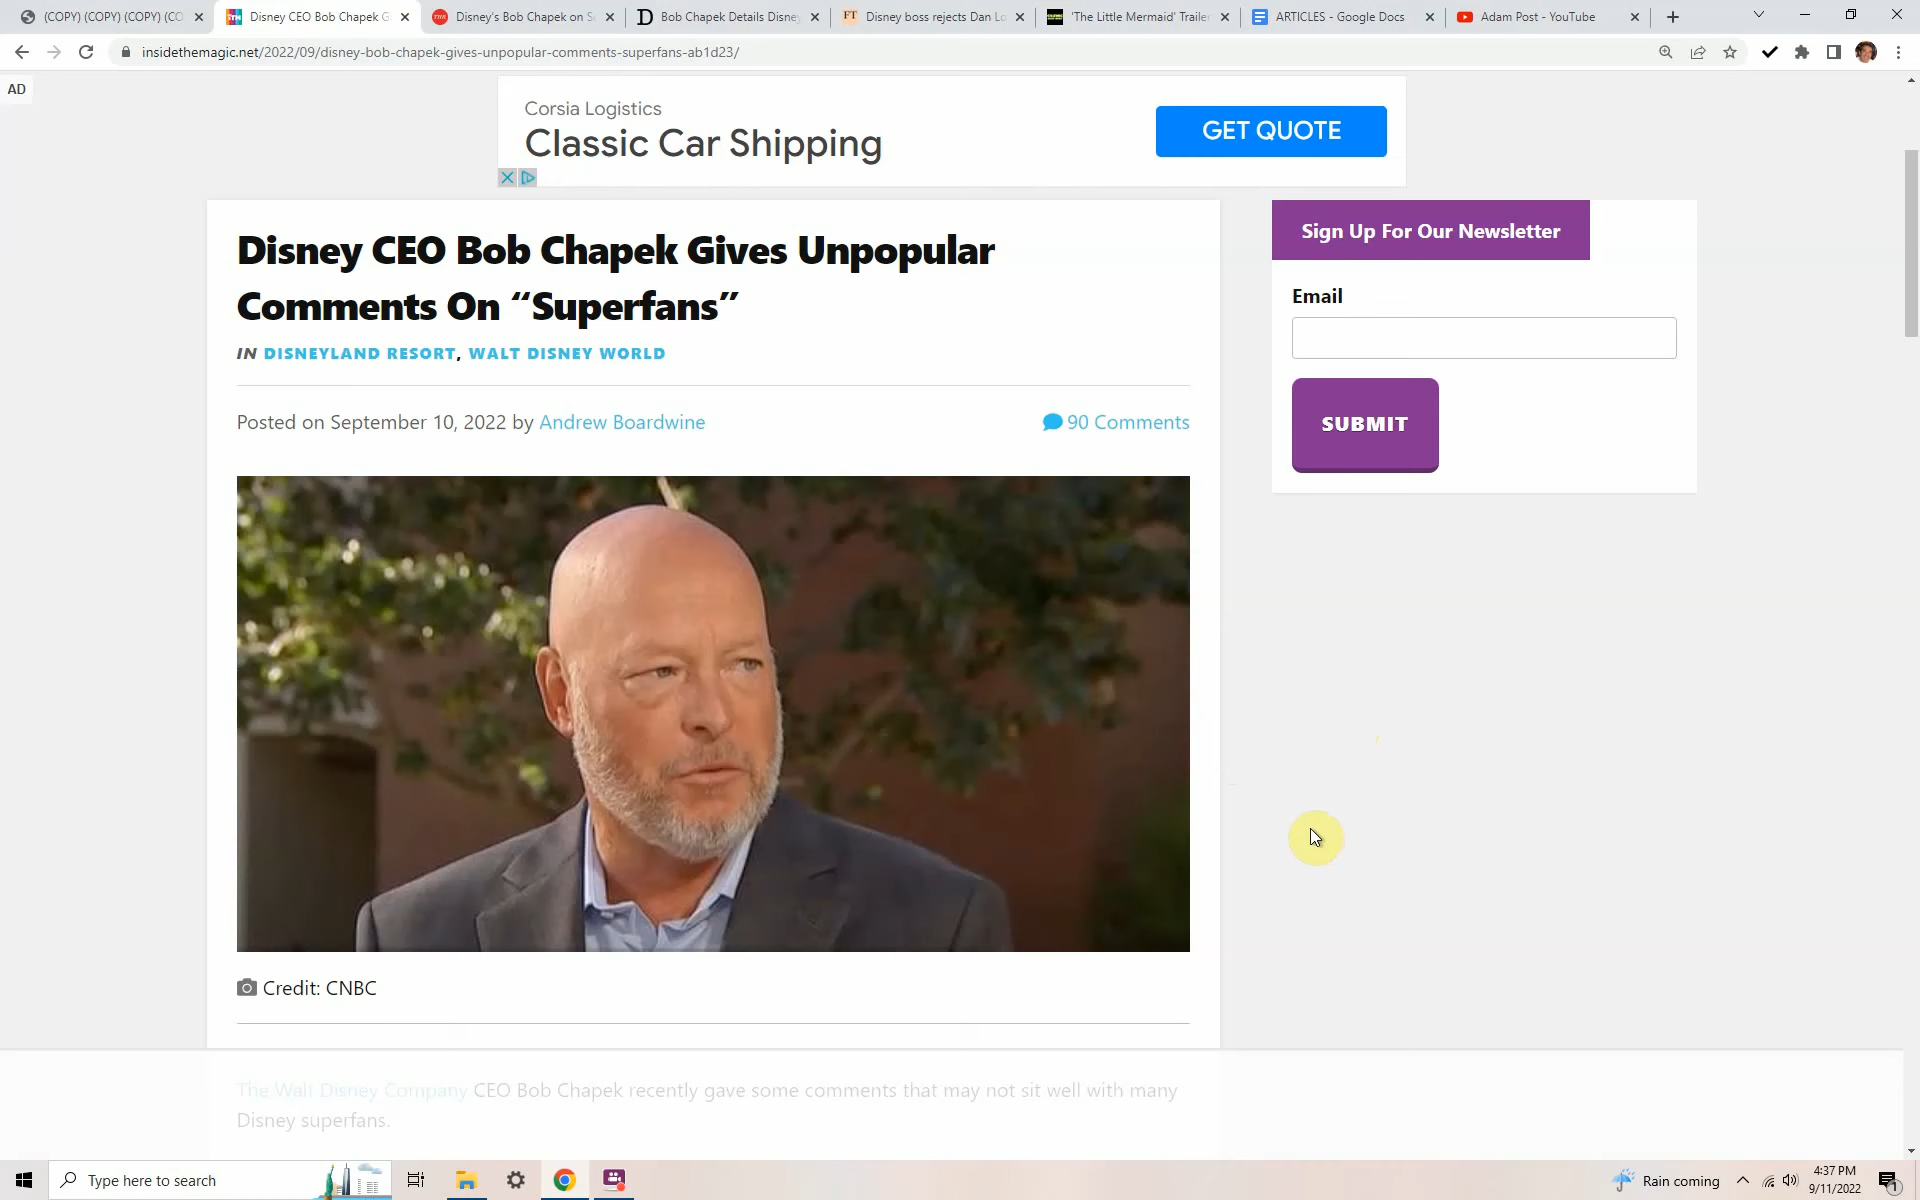 (COPY) (COPY) (COPY) (CO
Disney CEO Bob Chapek G
Disney's Bob Chapek on S
Bob Chapek Details Disne
FT
Disney boss rejects Dan Lo
'The Little Mermaid' Trailer
ARTICLES - Google Docs
Adam Post - YouTube
insidethemagic.net/2022/09/disney-bob-chapek-gives-unpopular-comments-superfans-ab1d23/
AD
Corsia Logistics
Classic Car Shipping
GET QUOTE
Disney CEO Bob Chapek Gives Unpopular
Comments On “Superfans”
IN DISNEYLAND RESORT, WALT DISNEY WORLD
Posted on September 10, 2022 by Andrew Boardwine
90 Comments
Sign Up For Our Newsletter
Email
SUBMIT
Credit: CNBC
The Walt Disney Company CEO Bob Chapek recently gave some comments that may not sit well with many
Disney superfans.
Type here to search
Rain coming
4:37 PM
9/11/2022
1